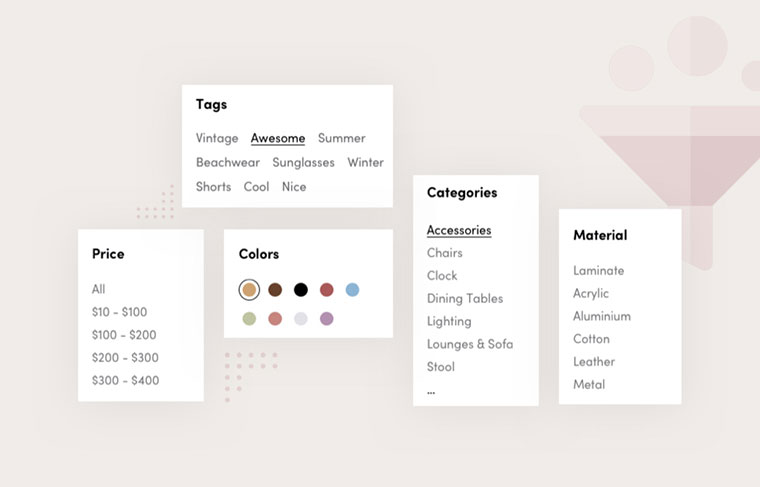 Tags
Vintage Awesome Summer
Beachwear Sunglasses Winter
Shorts Cool Nice
Price
All
$10 - $100
$100 - $200
$200 - $300
$300 - $400
Colors
Categories
Accessories
Chairs
Clock
Dining Tables
Lighting
Lounges & Sofa
Stool
...
Material
Laminate
Acrylic
Aluminium
Cotton
Leather
Metal